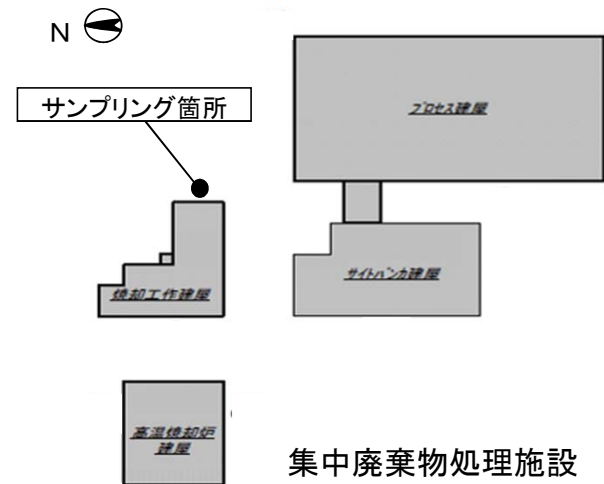 N
サンプリング箇所
プロセス建屋
サイトバンカ建屋
焼却工作建屋
高温焼却炉
建屋
集中廃棄物処理施設